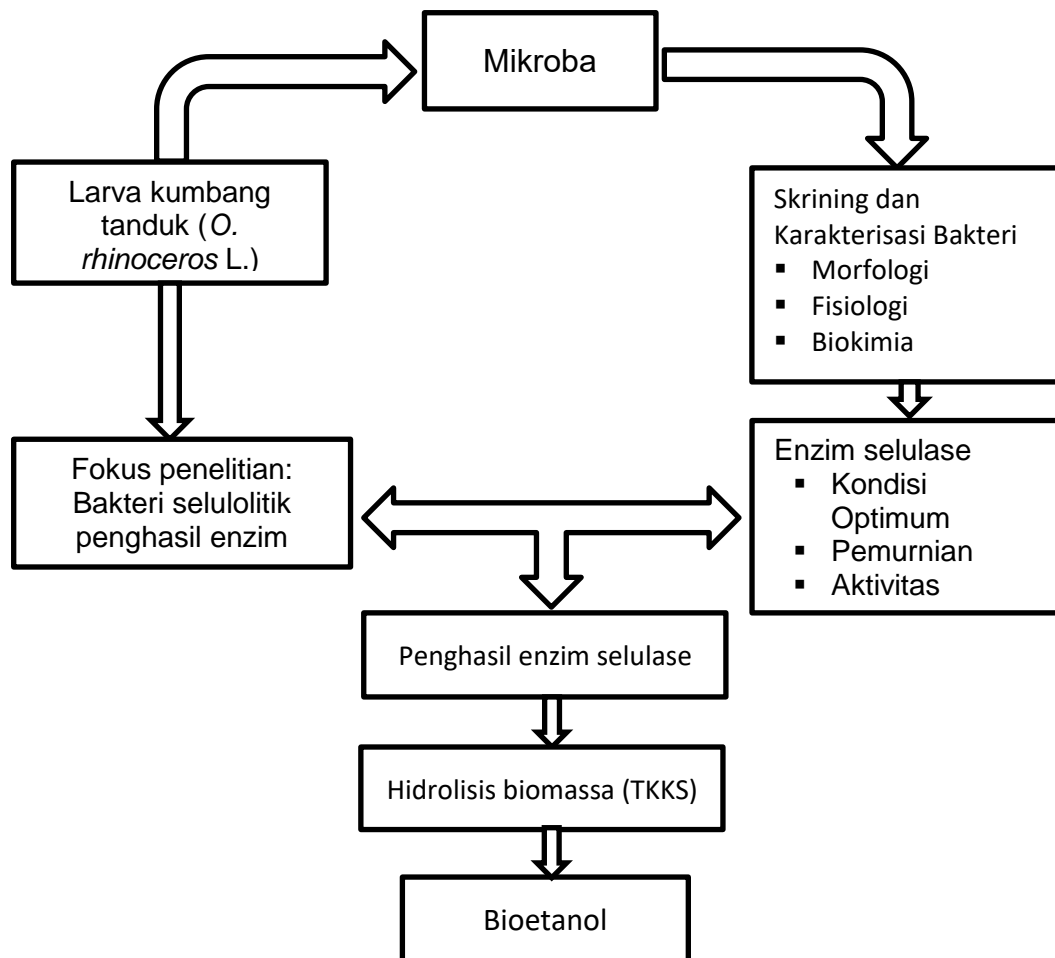 Mikroba
Larva kumbang
tanduk (O.
rhinoceros L.)
Skrining dan
Karakterisasi Bakteri
▪ Morfologi
▪ Fisiologi
▪ Biokimia
Fokus penelitian:
Bakteri selulolitik
penghasil enzim
Enzim selulase
▪ Kondisi
Optimum
▪ Pemurnian
▪ Aktivitas
Penghasil enzim selulase
Hidrolisis biomassa (TKKS)
Bioetanol